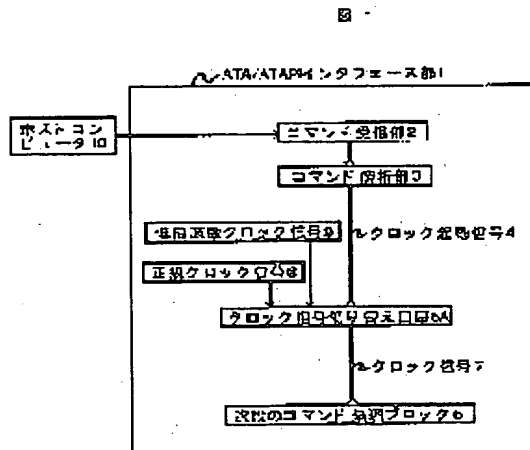 図
ATA/ATAPIインタフェース部1
ホストコン
ピュータ10
コマンド受信部2
コマンド解析部3
低周波数クロック信号9
クロック起動信号4
正規クロック信号8
クロック信号切り替え回路5A
クロック信号7
次段のコマンド処理ブロック6